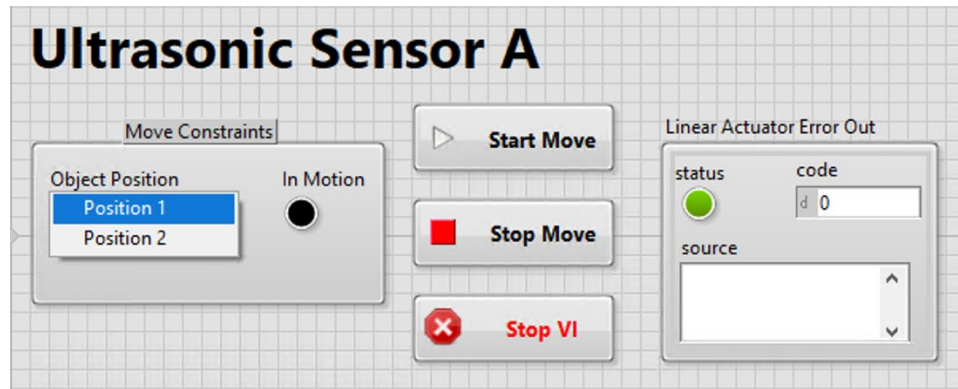 Ultrasonic Sensor A
Move Constraints
Object Position
In Motion
Position 1
Position 2
Start Move
Stop Move
Stop VI
Linear Actuator Error Out
status
code
d 0
source